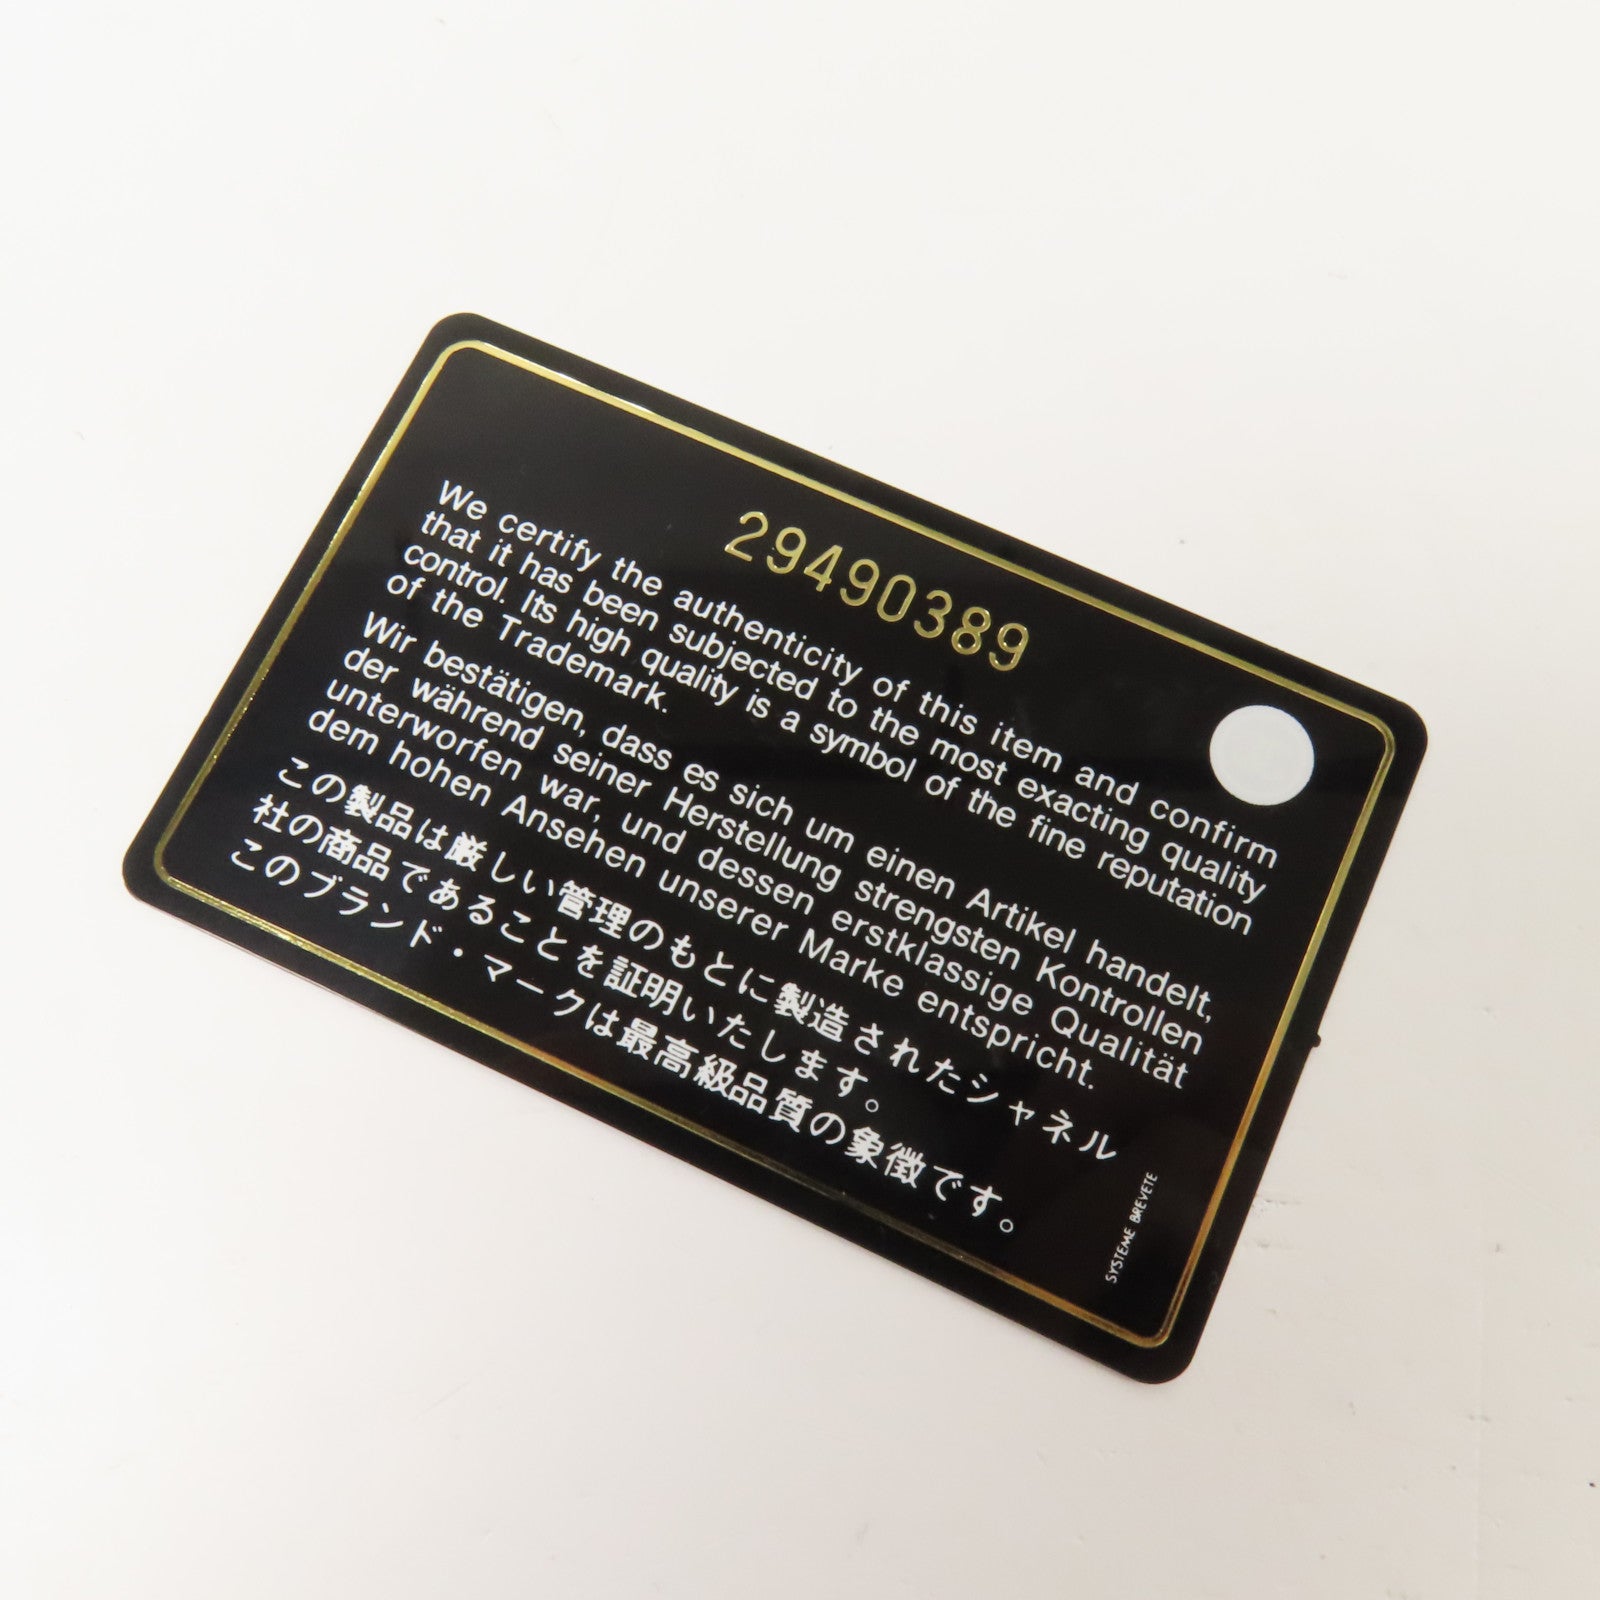 29490389
We certify the authenticity of this item and confirm
that it has been subjected to the most exacting quality
control. Its high quality is a symbol of the fine reputation
of the Trademark.
Wir bestätigen, dass es sich um einen Artikel handelt,
der während seiner Herstellung strengsten Kontrollen
unterworfen war, und dessen erstklassige Qualität
dem hohen Ansehen unserer Marke entspricht.
この製品は厳しい管理のもとに製造されたシャネル
社の商品であることを証明いたします。
このブランド・マークは最高級品質の象徴です。
SYSTEME BREVETE